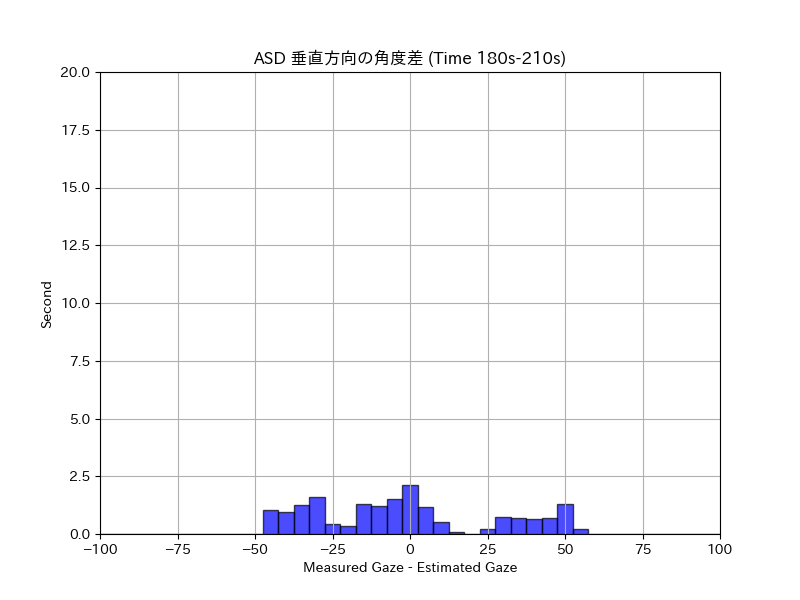 ASD 垂直方向の角度差 (Time 180s-210s)
20.0
17.5
15.0
12.5
10.0
7.5
5.0
2.5
0.0
Second
−100 −75 −50 −25 0 25 50 75 100
Measured Gaze - Estimated Gaze